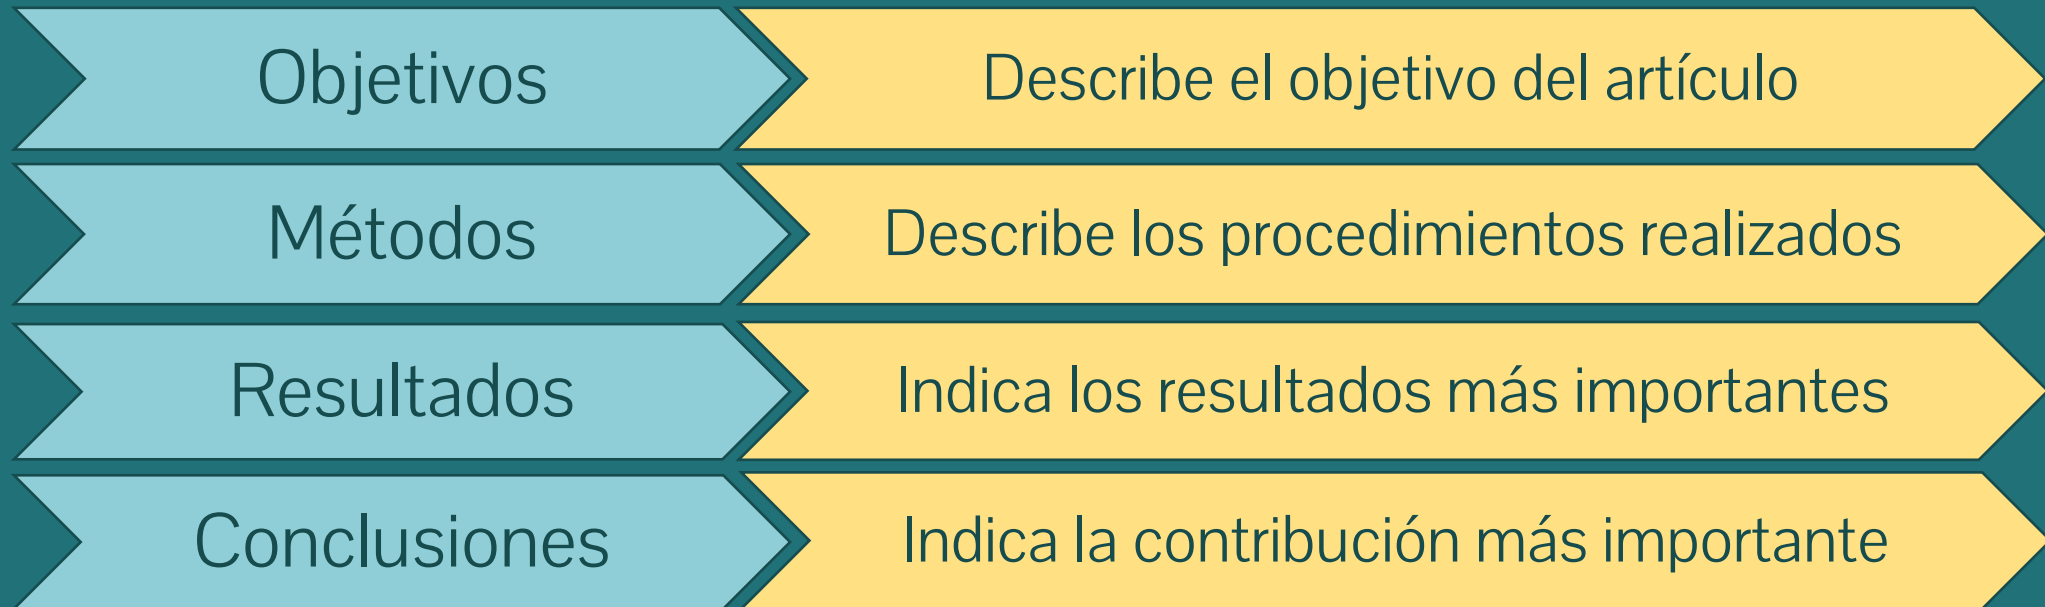 Objetivos
Describe el objetivo del artículo
Métodos
Describe los procedimientos realizados
Resultados
Indica los resultados más importantes
Conclusiones
Indica la contribución más importante